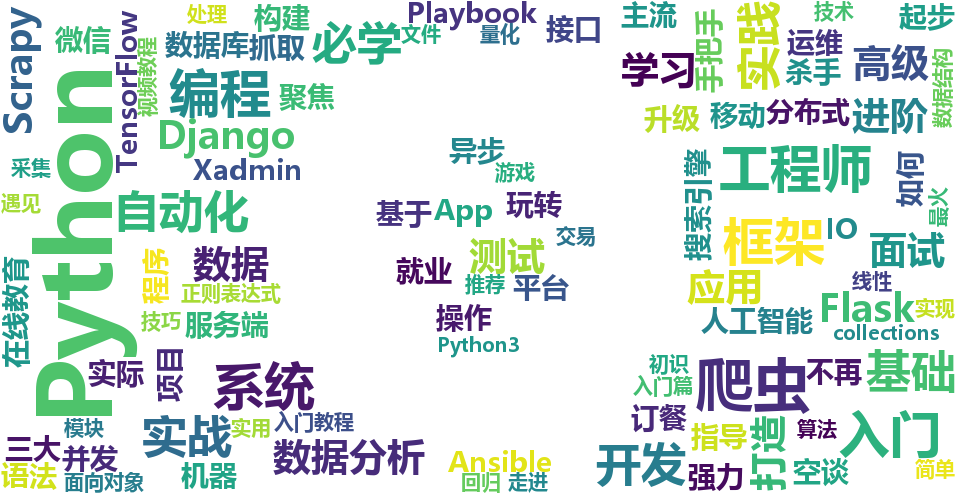 Python
Scrapy
微信
TensorFlow
视频教程
处理
构建
数据库
抓取
必学
文件
Playbook
量化
接口
编程
聚焦
Django
Xadmin
采集
遇见
自动化
在线教育
程序
数据
正则表达式
技巧
服务端
异步
游戏
基于
App
玩转
交易
测试
就业
推荐
平台
操作
Python3
主流
手把手
实践
技术
运维
起步
学习
杀手
高级
数据结构
升级
移动
分布式
进阶
工程师
搜索引擎
如何
最火
框架
IO
面试
应用
线性
人工智能
Flask
实现
collections
实际
项目
系统
三大
模块
并发
实战
实用
入门教程
语法
面向对象
机器
数据分析
Ansible
回归
走进
初识
入门篇
爬虫
不再
基础
订餐
指导
打造
算法
入门
开发
强力
空谈
简单